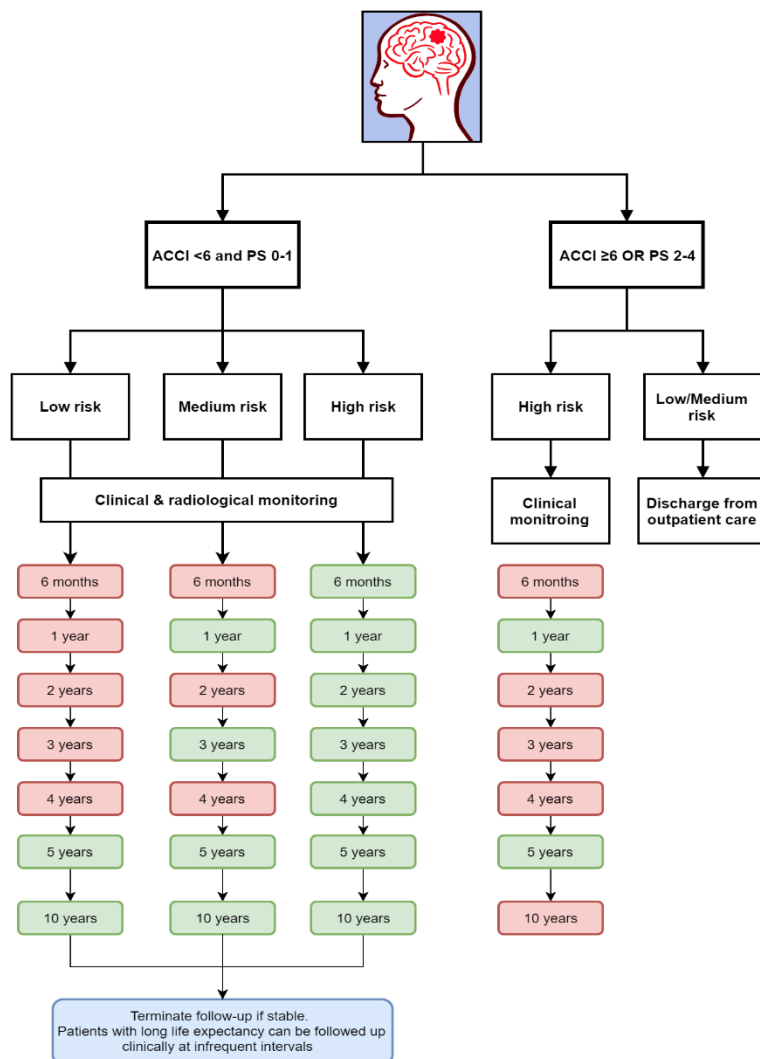 ACCI <6 and PS 0-1
ACCI ≥6 OR PS 2-4
Low risk
Medium risk
High risk
High risk
Low/Medium
risk
Clinical & radiological monitoring
Clinical
monitroing
Discharge from
outpatient care
6 months
6 months
6 months
6 months
1 year
1 year
1 year
1 year
2 years
2 years
2 years
2 years
3 years
3 years
3 years
3 years
4 years
4 years
4 years
4 years
5 years
5 years
5 years
5 years
10 years
10 years
10 years
10 years
Terminate follow-up if stable.
Patients with long life expectancy can be followed up
clinically at infrequent intervals